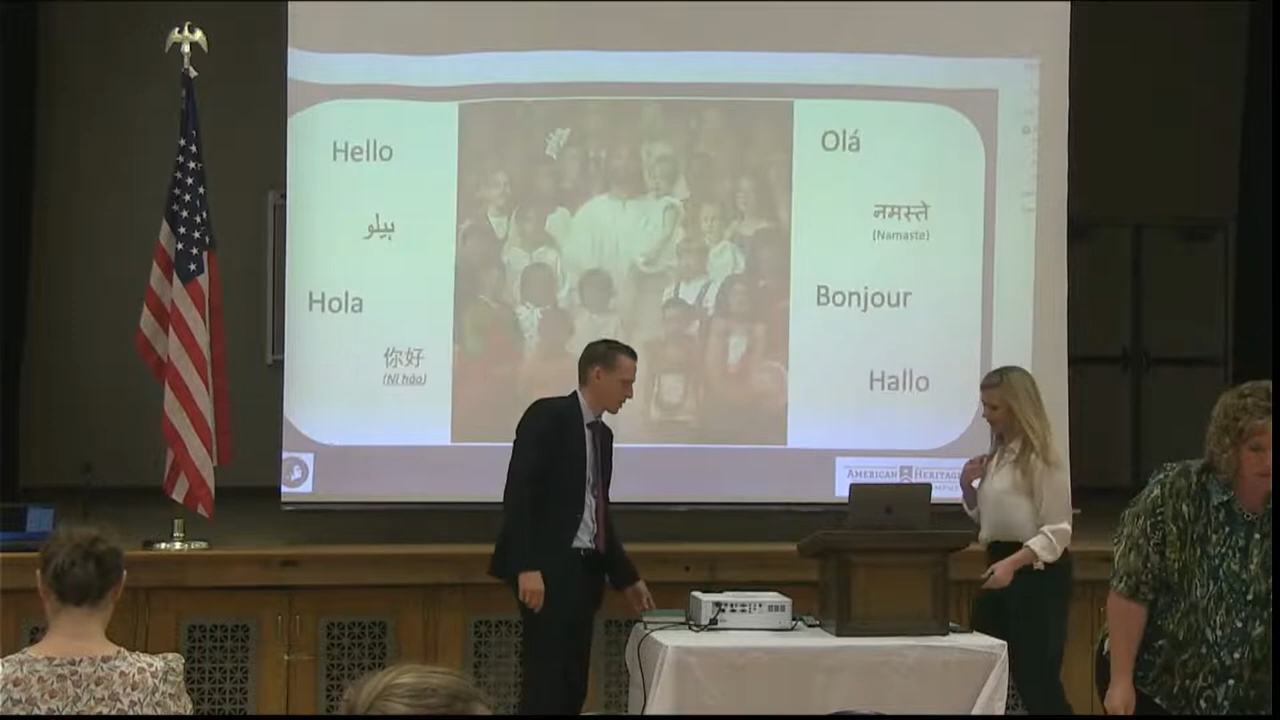 Hello
ہیلو
Hola
你好
(Nǐ hǎo)
Olá
नमस्ते
(Namaste)
Bonjour
Hallo
AMERICAN HERITAGE